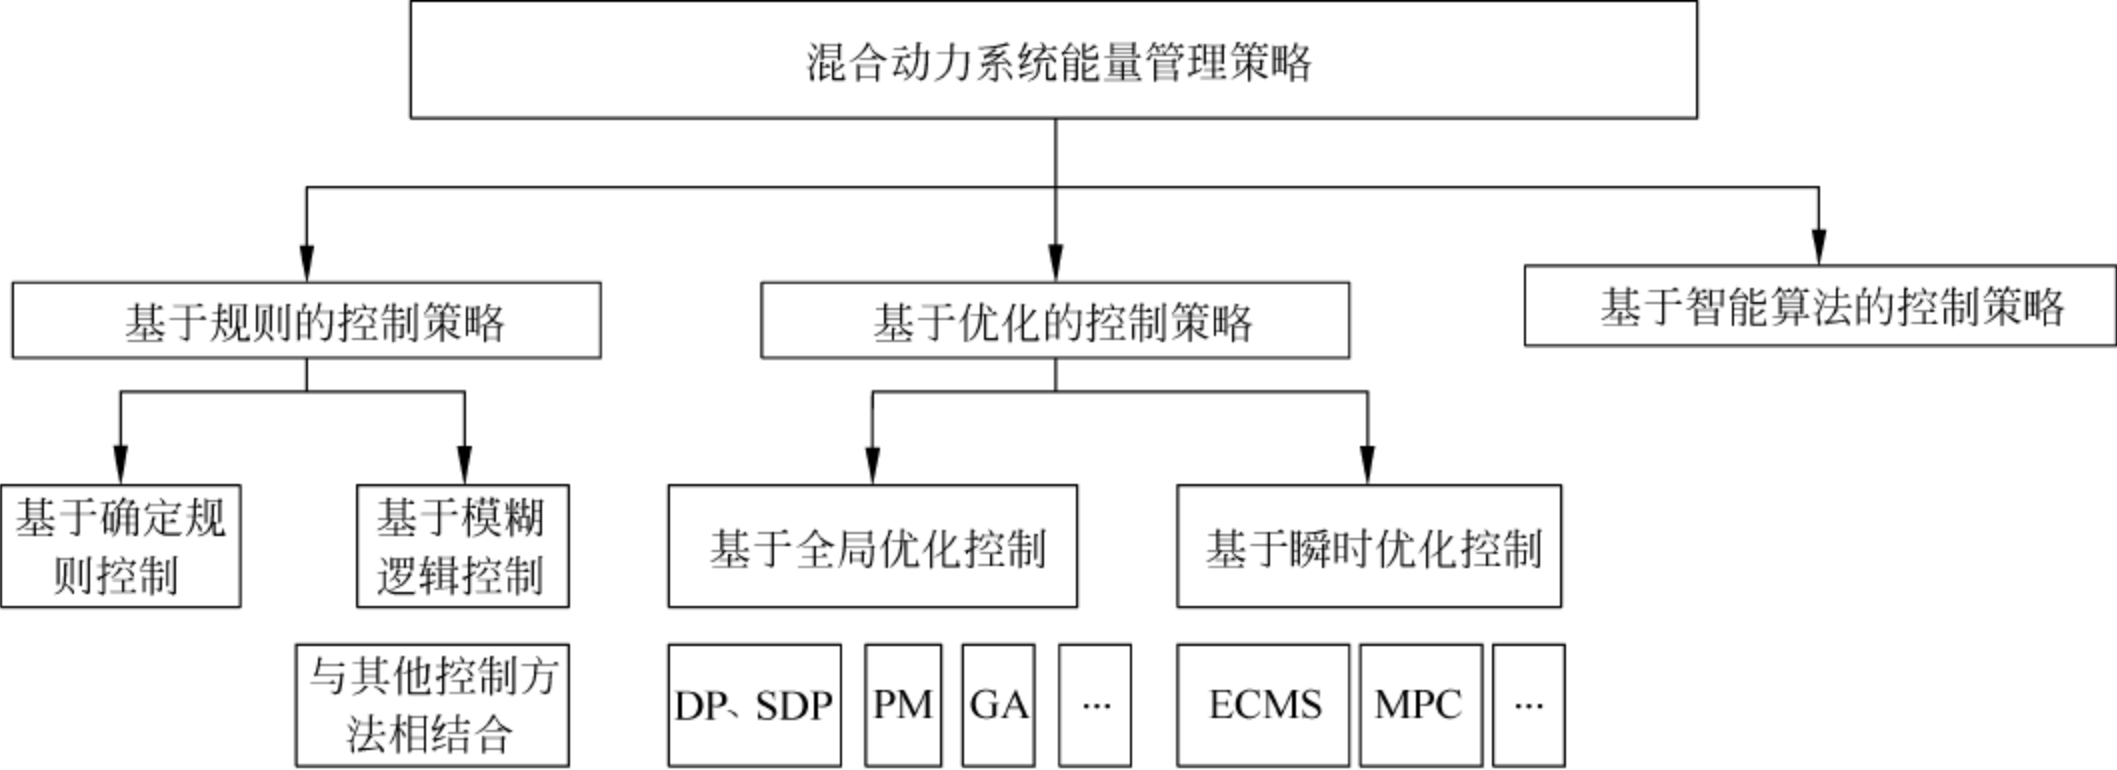 混合动力系统能量管理策略
基于规则的控制策略
基于优化的控制策略
基于智能算法的控制策略
基于确定规
则控制
基于模糊
逻辑控制
基于全局优化控制
基于瞬时优化控制
与其他控制方
法相结合
DP、SDP
PM
GA
...
ECMS
MPC
...